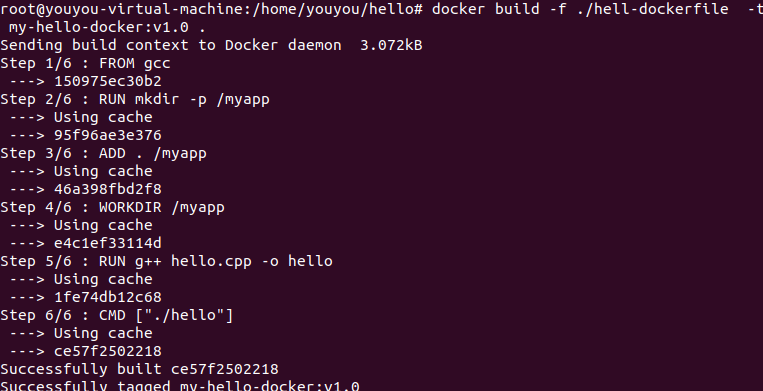 root@youyou-virtual-machine:/home/youyou/hello# docker build -f ./hell-dockerfile  -t
 my-hello-docker:v1.0 .
Sending build context to Docker daemon  3.072kB
Step 1/6 : FROM gcc
 ---> 150975ec30b2
Step 2/6 : RUN mkdir -p /myapp
 ---> Using cache
 ---> 95f96ae3e376
Step 3/6 : ADD . /myapp
 ---> Using cache
 ---> 46a398fbd2f8
Step 4/6 : WORKDIR /myapp
 ---> Using cache
 ---> e4c1ef33114d
Step 5/6 : RUN g++ hello.cpp -o hello
 ---> Using cache
 ---> 1fe74db12c68
Step 6/6 : CMD ["./hello"]
 ---> Using cache
 ---> ce57f2502218
Successfully built ce57f2502218
Successfully tagged my-hello-docker:v1.0